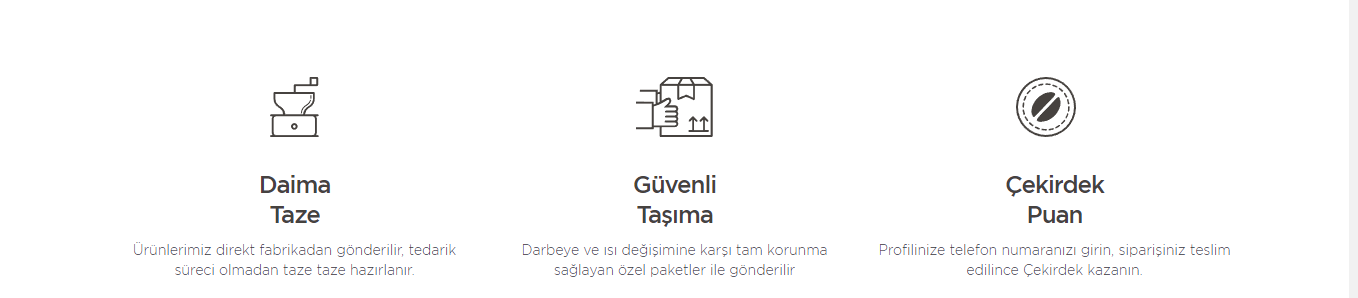 Daima
Taze
Ürünlerimiz direkt fabrikadan gönderilir, tedarik
süreci olmadan taze taze hazırlanır.
Güvenli
Taşıma
Darbeye ve ısı değişimine karşı tam korunma
sağlayan özel paketler ile gönderilir
Çekirdek
Puan
Profilinize telefon numaranızı girin, siparişiniz teslim
edilince Çekirdek kazanın.